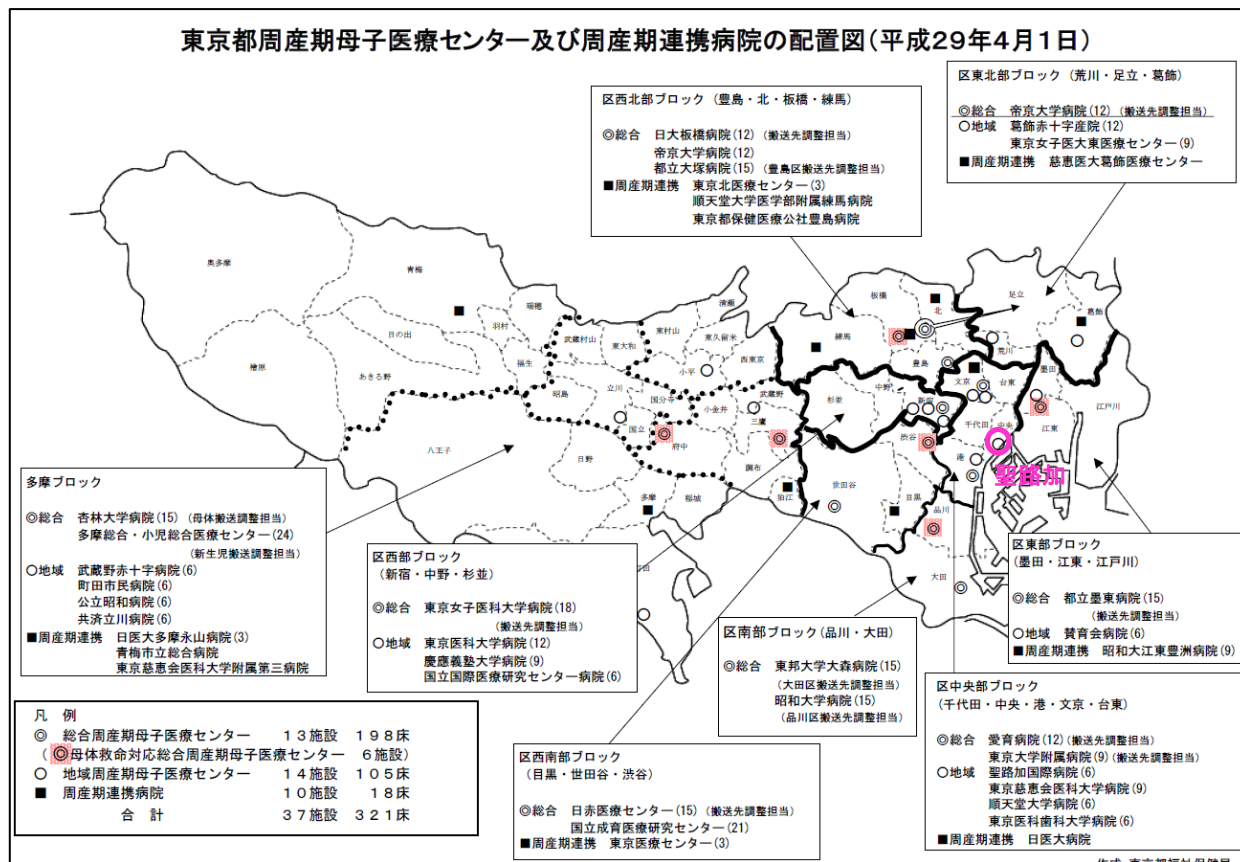 東京都周産期母子医療センター及び周産期連携病院の配置図(平成29年4月1日)
区東北部ブロック (荒川・足立・葛飾)
◎総合 帝京大学病院(12) (搬送先調整担当)
○地域 葛飾赤十字産院(12)
東京女子医大東医療センター(9)
■周産期連携 慈恵医大葛飾医療センター
区西北部ブロック (豊島・北・板橋・練馬)
◎総合 日大板橋病院(12) (搬送先調整担当)
帝京大学病院(12)
都立大塚病院(15) (豊島区搬送先調整担当)
■周産期連携 東京北医療センター(3)
順天堂大学医学部附属練馬病院
東京都保健医療公社豊島病院
奥多摩
青梅
瑞穂
羽村
日の出
福生
檜原
あきる野
武蔵村山
東大和
東村山
清瀬
東久留米
西東京
小平
昭島
立川
国分寺
小金井
武蔵野
三鷹
国立
府中
八王子
日野
調布
狛江
多摩
稲城
練馬
板橋
北
足立
葛飾
豊島
荒川
文京
台東
墨田
江戸川
中野
杉並
新宿
千代田
中央
江東
渋谷
港
世田谷
目黒
品川
大田
聖路加
多摩ブロック
◎総合 杏林大学病院(15) (母体搬送調整担当)
多摩総合・小児総合医療センター(24)
(新生児搬送調整担当)
○地域 武蔵野赤十字病院(6)
町田市民病院(6)
公立昭和病院(6)
共済立川病院(6)
■周産期連携 日医大多摩永山病院(3)
青梅市立総合病院
東京慈恵会医科大学附属第三病院
区西部ブロック
(新宿・中野・杉並)
◎総合 東京女子医科大学病院(18)
(搬送先調整担当)
○地域 東京医科大学病院(12)
慶應義塾大学病院(9)
国立国際医療研究センター病院(6)
区南部ブロック(品川・大田)
◎総合 東邦大学大森病院(15)
(大田区搬送先調整担当)
昭和大学病院(15)
(品川区搬送先調整担当)
区東部ブロック
(墨田・江東・江戸川)
◎総合 都立墨東病院(15)
(搬送先調整担当)
○地域 賛育会病院(6)
■周産期連携 昭和大江東豊洲病院(9)
区中央部ブロック
(千代田・中央・港・文京・台東)
◎総合 愛育病院(12) (搬送先調整担当)
東京大学附属病院(9) (搬送先調整担当)
○地域 聖路加国際病院(6)
東京慈恵会医科大学病院(9)
順天堂大学病院(6)
東京医科歯科大学病院(6)
■周産期連携 日医大病院
区西南部ブロック
(目黒・世田谷・渋谷)
◎総合 日赤医療センター(15) (搬送先調整担当)
国立成育医療研究センター(21)
■周産期連携 東京医療センター(3)
凡 例
◎ 総合周産期母子医療センター 13施設 198床
( ◎母体救命対応総合周産期母子医療センター 6施設)
○ 地域周産期母子医療センター 14施設 105床
■ 周産期連携病院 10施設 18床
合 計 37施設 321床